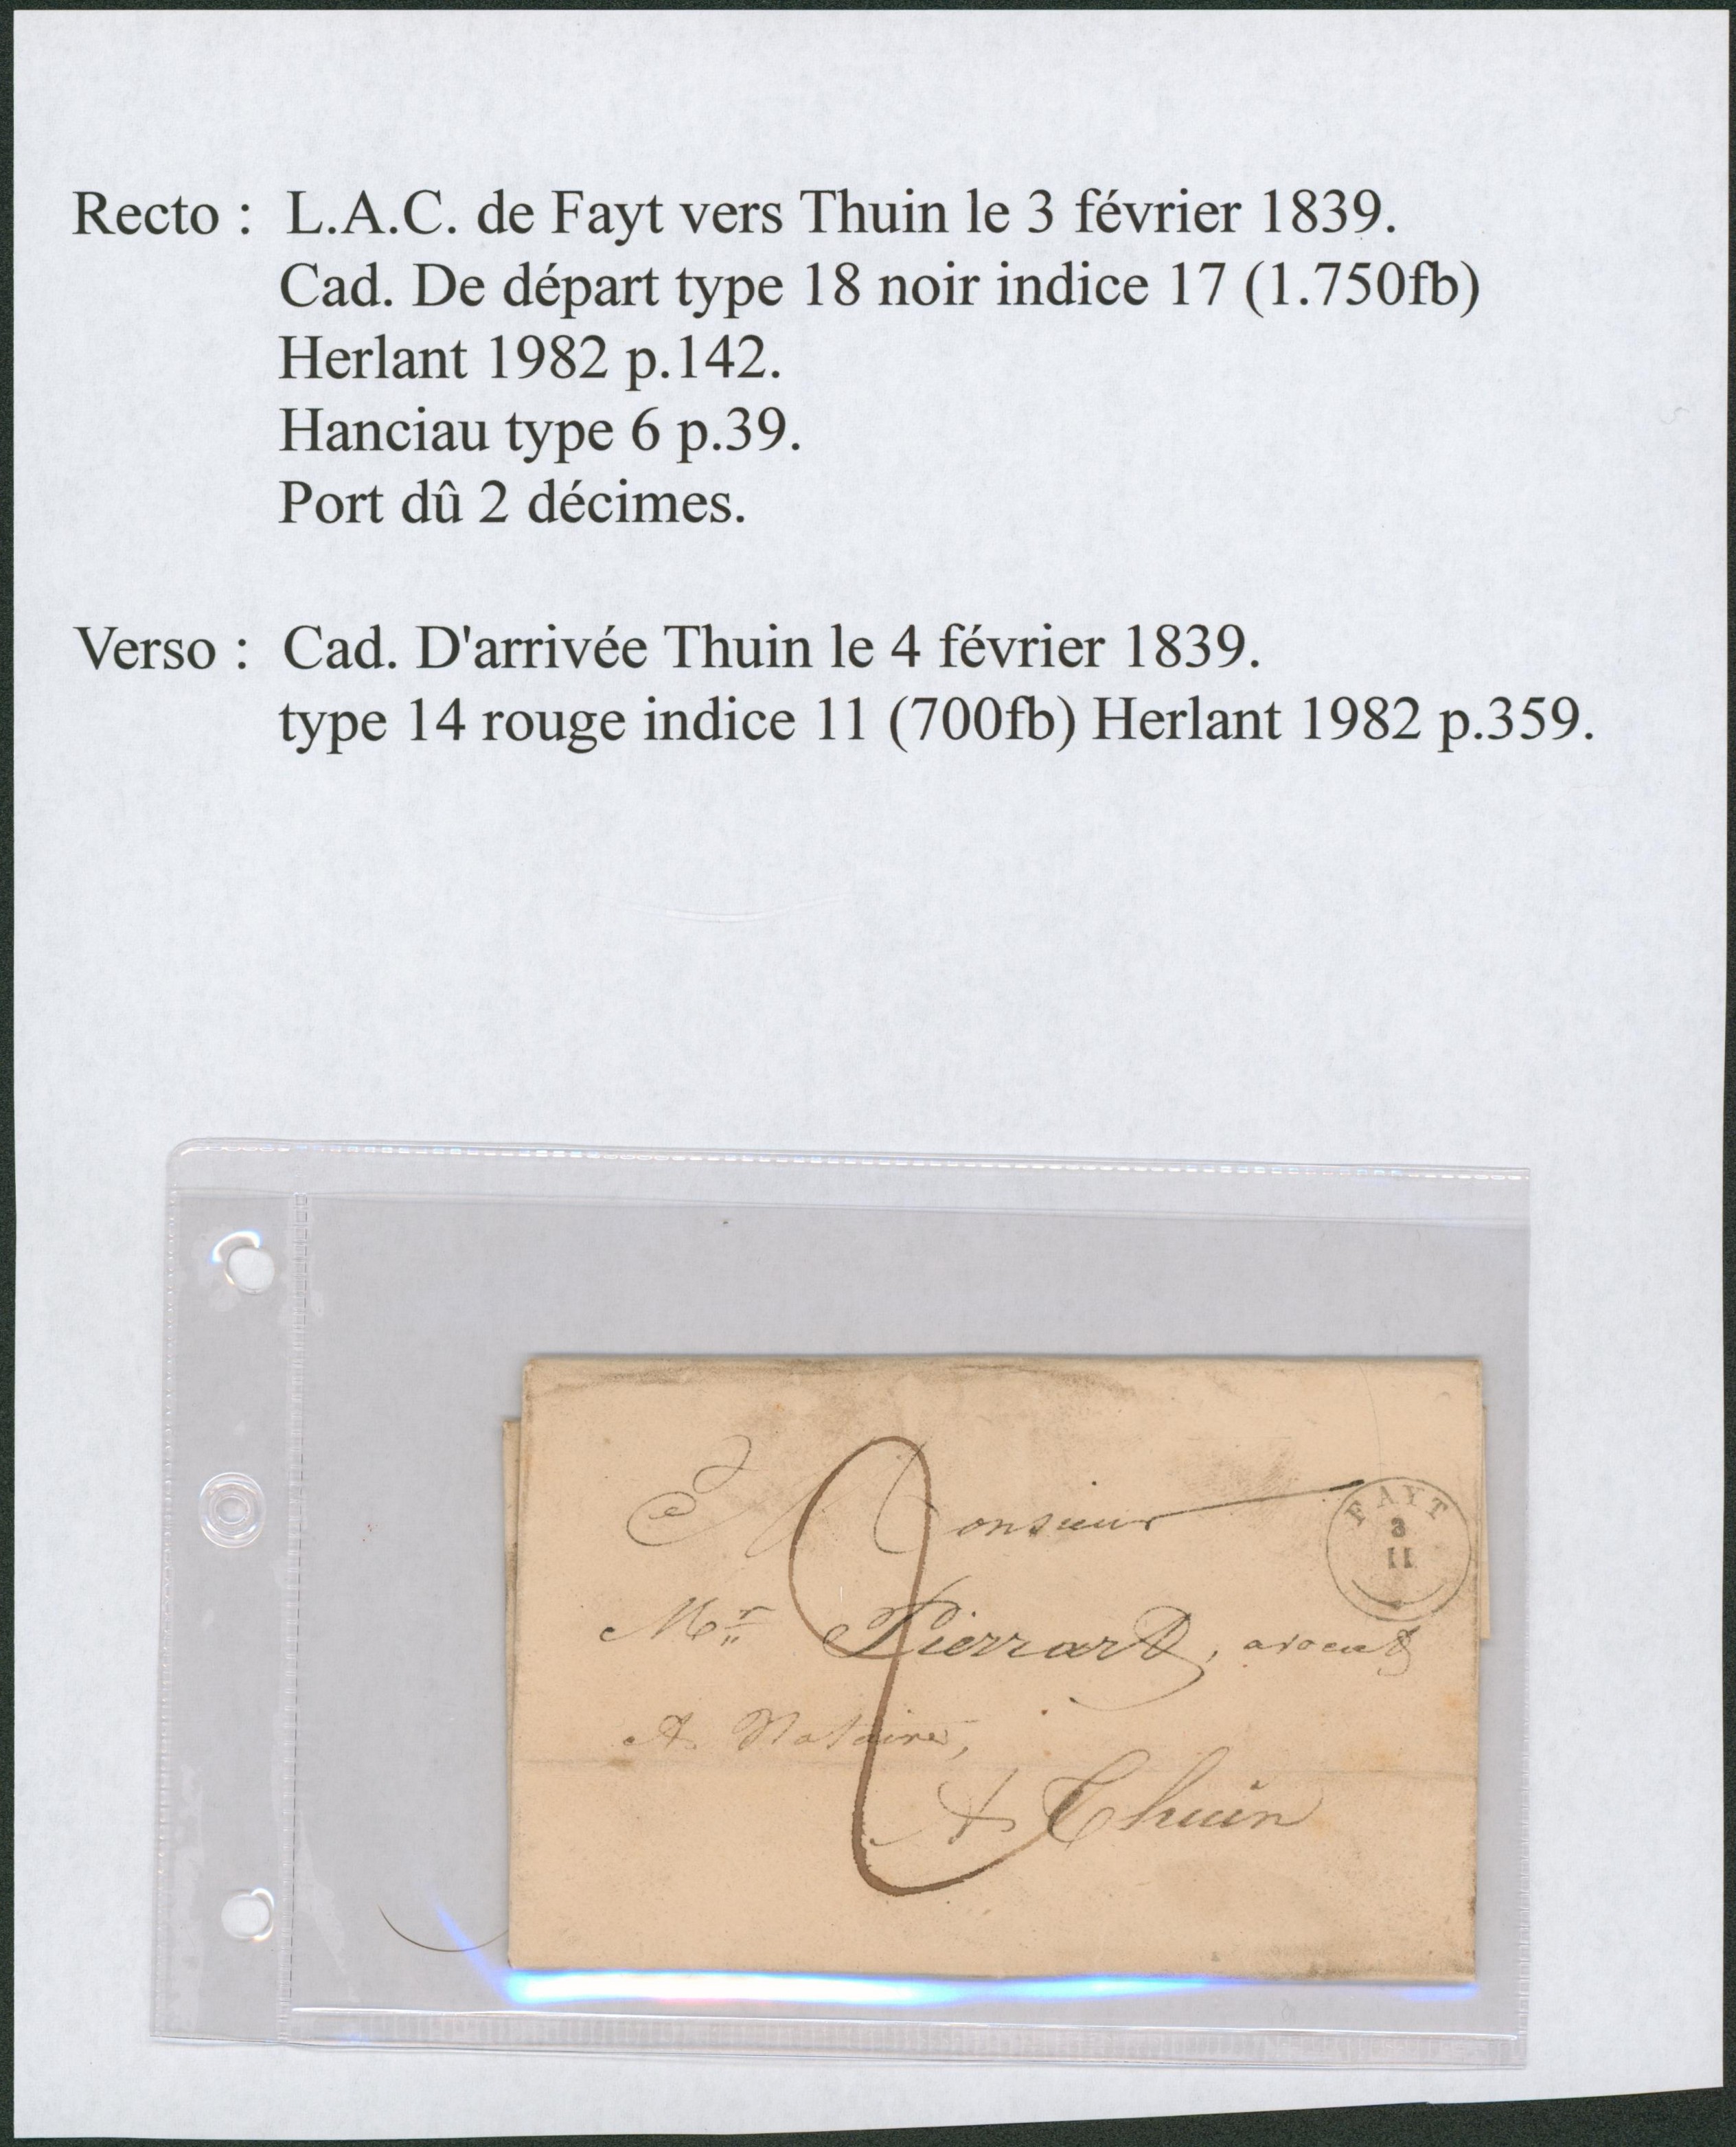 Recto : L.A.C. de Fayt vers Thuin le 3 février 1839.
Cad. De départ type 18 noir indice 17 (1.750fb)
Herlant 1982 p.142.
Hanciau type 6 p.39.
Port dû 2 décimes.
Verso : Cad. D'arrivée Thuin le 4 février 1839.
type 14 rouge indice 11 (700fb) Herlant 1982 p.359.
2
Monsieur
FAYT
3
II
Mr Pierrard, avocat
& Notaire,
A Thuin